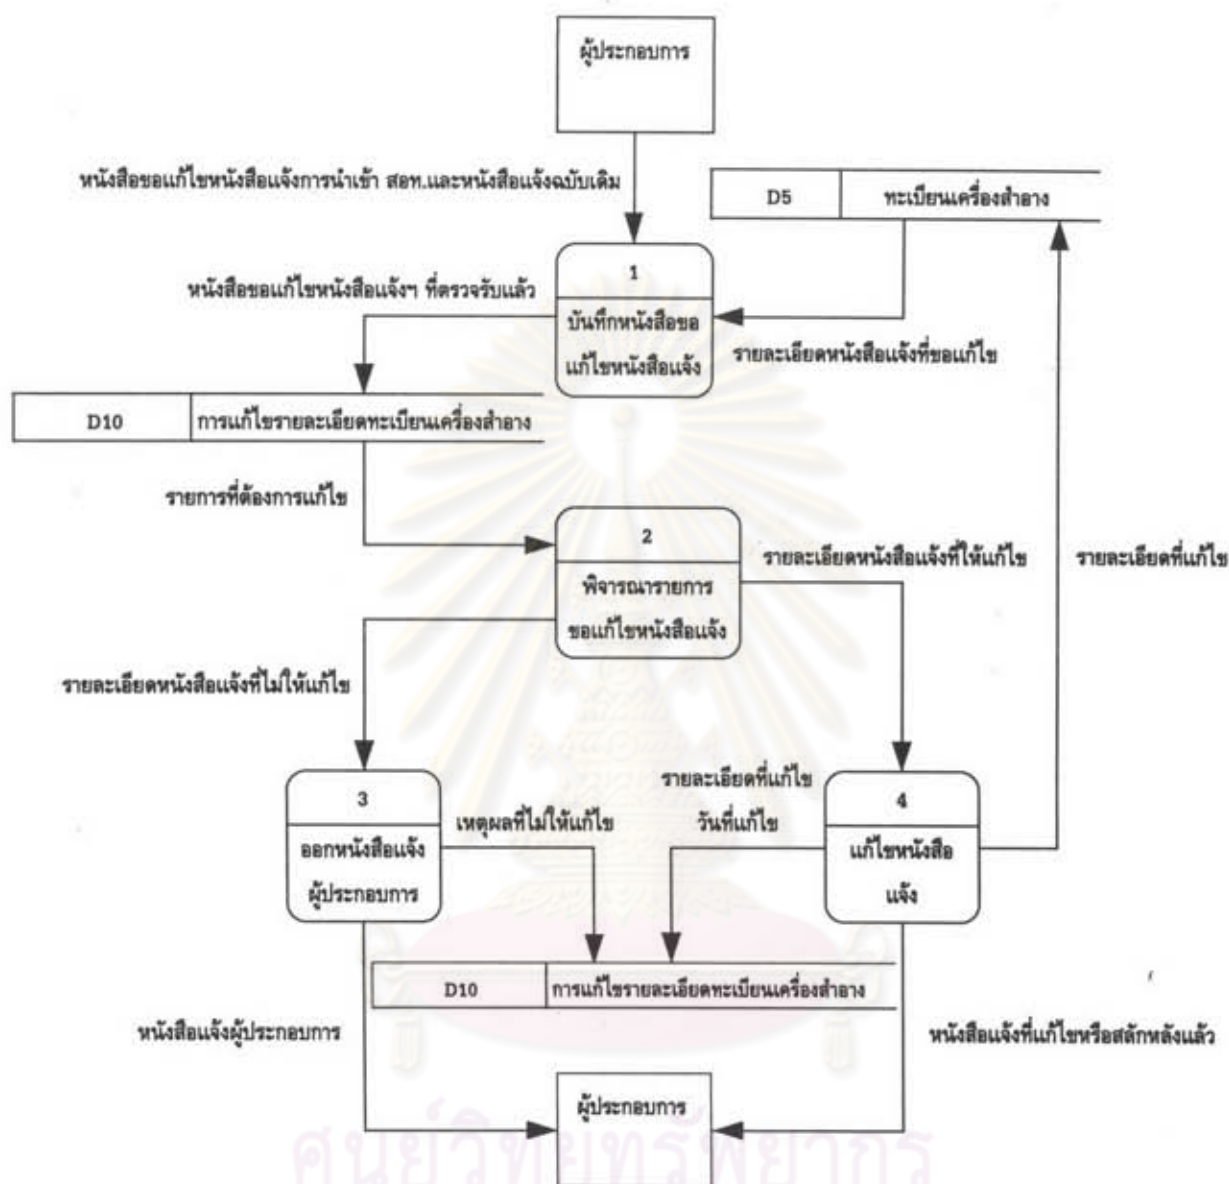 ผู้ประกอบการ
หนังสือขอแก้ไขหนังสือแจ้งการนำเข้า สอท.และหนังสือแจ้งฉบับเดิม
D5
ทะเบียนเครื่องสำอาง
1
บันทึกหนังสือขอ
แก้ไขหนังสือแจ้ง
หนังสือขอแก้ไขหนังสือแจ้งฯ ที่ตรวจรับแล้ว
รายละเอียดหนังสือแจ้งที่ขอแก้ไข
D10
การแก้ไขรายละเอียดทะเบียนเครื่องสำอาง
รายการที่ต้องการแก้ไข
2
พิจารณารายการ
ขอแก้ไขหนังสือแจ้ง
รายละเอียดหนังสือแจ้งที่ให้แก้ไข
รายละเอียดที่แก้ไข
รายละเอียดหนังสือแจ้งที่ไม่ให้แก้ไข
3
ออกหนังสือแจ้ง
ผู้ประกอบการ
เหตุผลที่ไม่ให้แก้ไข
รายละเอียดที่แก้ไข
วันที่แก้ไข
4
แก้ไขหนังสือ
แจ้ง
D10
การแก้ไขรายละเอียดทะเบียนเครื่องสำอาง
หนังสือแจ้งผู้ประกอบการ
หนังสือแจ้งที่แก้ไขหรือสลักหลังแล้ว
ผู้ประกอบการ
ศูนย์วิทยทรัพยากร